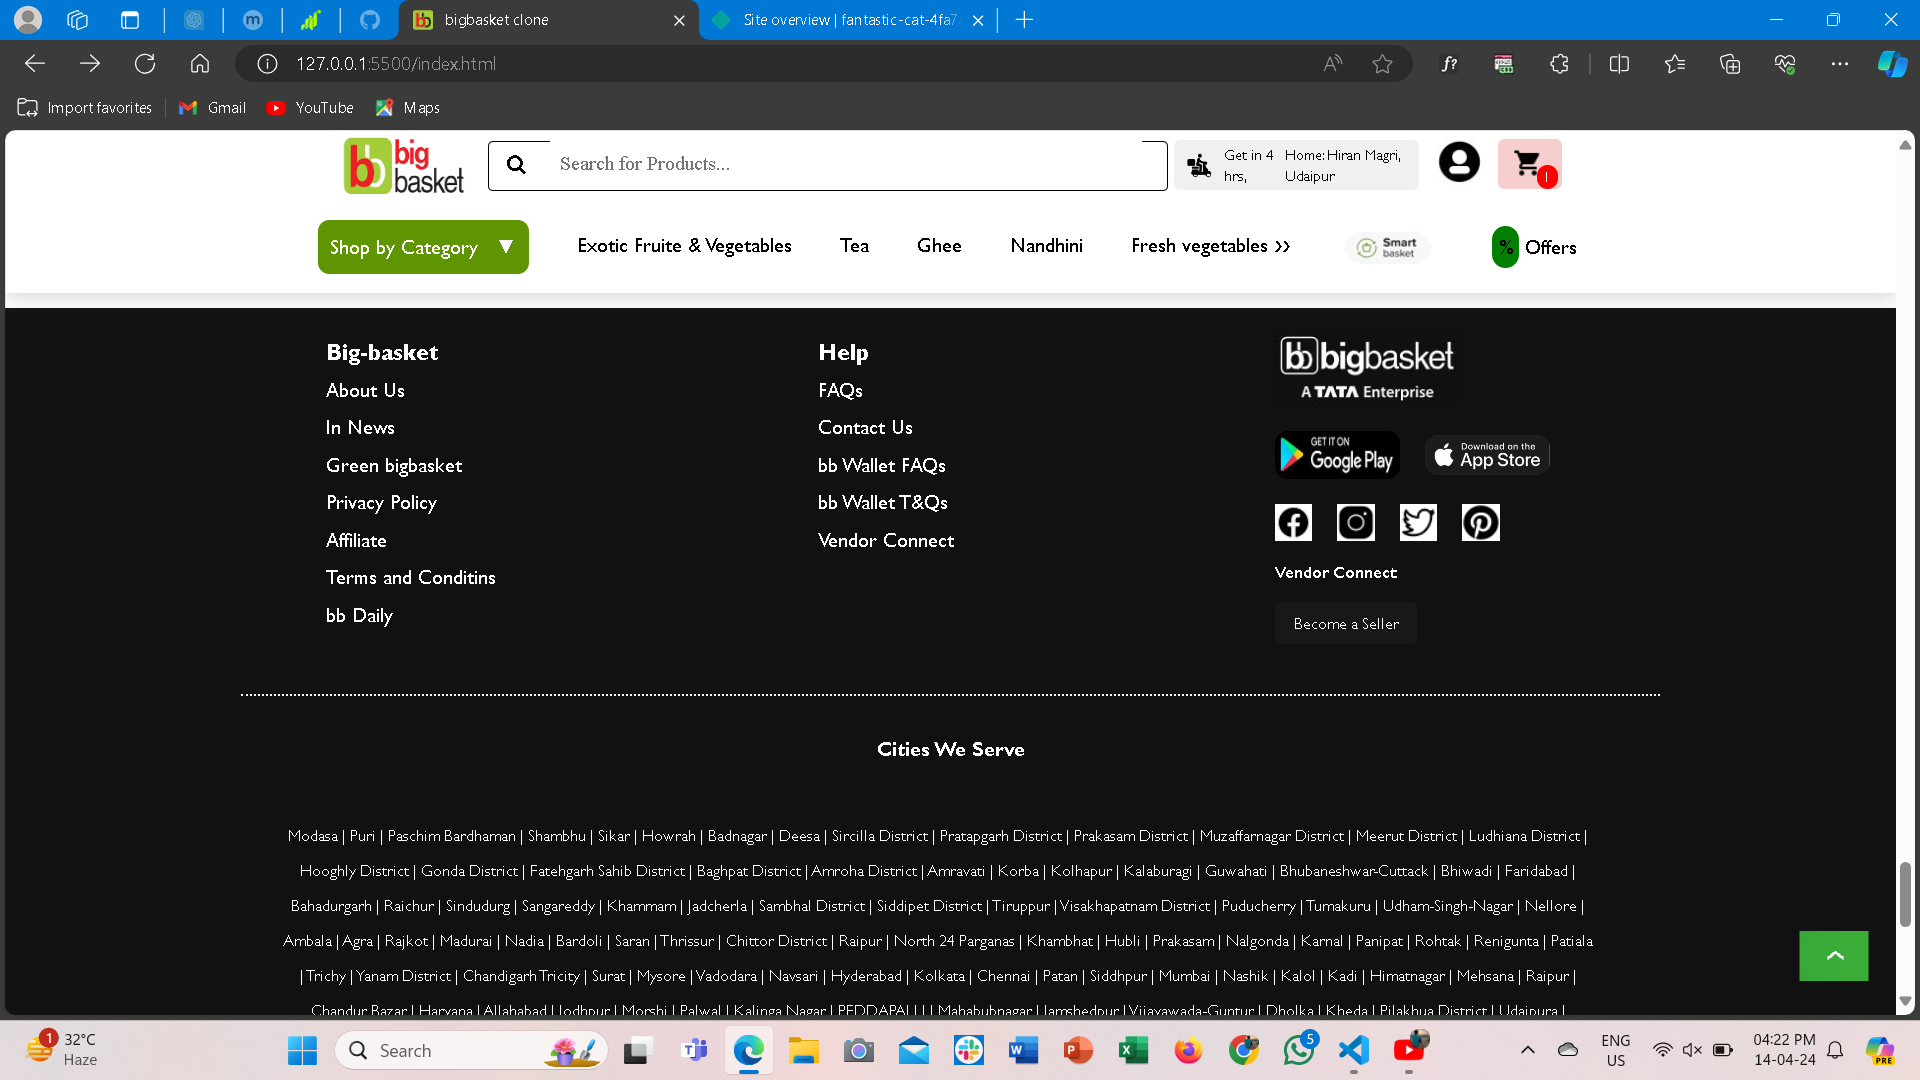 bigbasket clone
Site overview | fantastic-cat-4fa7
127.0.0.1:5500/index.html
Import favorites
Gmail
YouTube
Maps
bb big basket
Search for Products...
Get in 4 hrs,
Home: Hiran Magri, Udaipur
1
Shop by Category ▼
Exotic Fruite & Vegetables
Tea
Ghee
Nandhini
Fresh vegetables >>
Smart basket
% Offers
Big-basket
About Us
In News
Green bigbasket
Privacy Policy
Affiliate
Terms and Conditins
bb Daily
Help
FAQs
Contact Us
bb Wallet FAQs
bb Wallet T&Qs
Vendor Connect
bb bigbasket
A TATA Enterprise
GET IT ON Google Play
Download on the App Store
Vendor Connect
Become a Seller
Cities We Serve
Modasa | Puri | Paschim Bardhaman | Shambhu | Sikar | Howrah | Badnagar | Deesa | Sircilla District | Pratapgarh District | Prakasam District | Muzaffarnagar District | Meerut District | Ludhiana District |
Hooghly District | Gonda District | Fatehgarh Sahib District | Baghpat District | Amroha District | Amravati | Korba | Kolhapur | Kalaburagi | Guwahati | Bhubaneshwar-Cuttack | Bhiwadi | Faridabad |
Bahadurgarh | Raichur | Sindudurg | Sangareddy | Khammam | Jadcherla | Sambhal District | Siddipet District | Tiruppur | Visakhapatnam District | Puducherry | Tumakuru | Udham-Singh-Nagar | Nellore |
Ambala | Agra | Rajkot | Madurai | Nadia | Bardoli | Saran | Thrissur | Chittor District | Raipur | North 24 Parganas | Khambhat | Hubli | Prakasam | Nalgonda | Karnal | Panipat | Rohtak | Renigunta | Patiala
| Trichy | Yanam District | Chandigarh Tricity | Surat | Mysore | Vadodara | Navsari | Hyderabad | Kolkata | Chennai | Patan | Siddhpur | Mumbai | Nashik | Kalol | Kadi | Himatnagar | Mehsana | Raipur |
Chandur Bazar | Haryana | Allahabad | Jodhpur | Morshi | Palwal | Kalinga Nagar | PEDDAPALLI | Mahabubnagar | Jamshedpur | Vijayawada-Guntur | Dholka | Kheda | Pilakhua District | Udaipura |
1
32°C
Haze
Search
5
ENG
US
04:22 PM
14-04-24
PRE